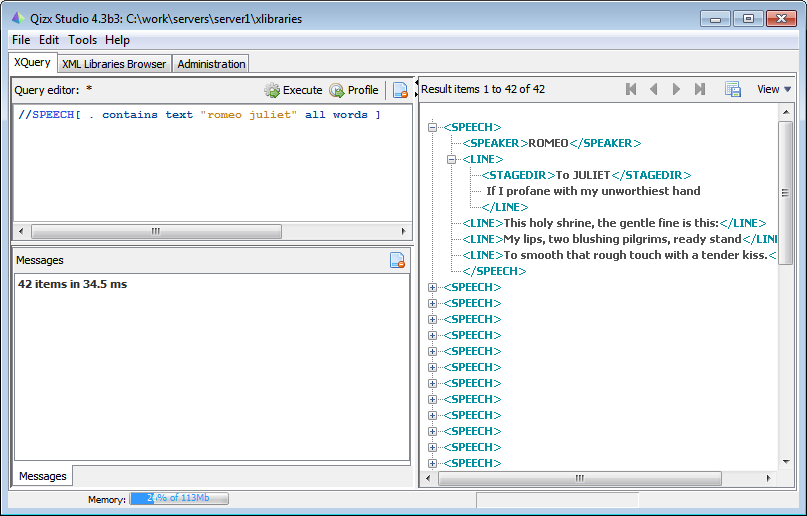 Qizx Studio 4.3b3: C:\work\servers\server1\xlibraries
File Edit Tools Help
XQuery XML Libraries Browser Administration
Query editor: * Execute Profile
//SPEECH[ . contains text "romeo juliet" all words ]
Messages
42 items in 34.5 ms
Messages
Result items 1 to 42 of 42 View
<SPEECH>
<SPEAKER>ROMEO</SPEAKER>
<LINE>
<STAGEDIR>To JULIET</STAGEDIR>
If I profane with my unworthiest hand
</LINE>
<LINE>This holy shrine, the gentle fine is this:</LINE>
<LINE>My lips, two blushing pilgrims, ready stand</LINE
<LINE>To smooth that rough touch with a tender kiss.<
</SPEECH>
<SPEECH>
<SPEECH>
<SPEECH>
<SPEECH>
<SPEECH>
<SPEECH>
<SPEECH>
<SPEECH>
<SPEECH>
<SPEECH>
<SPEECH>
<SPEECH>
Memory: 24% of 113Mb